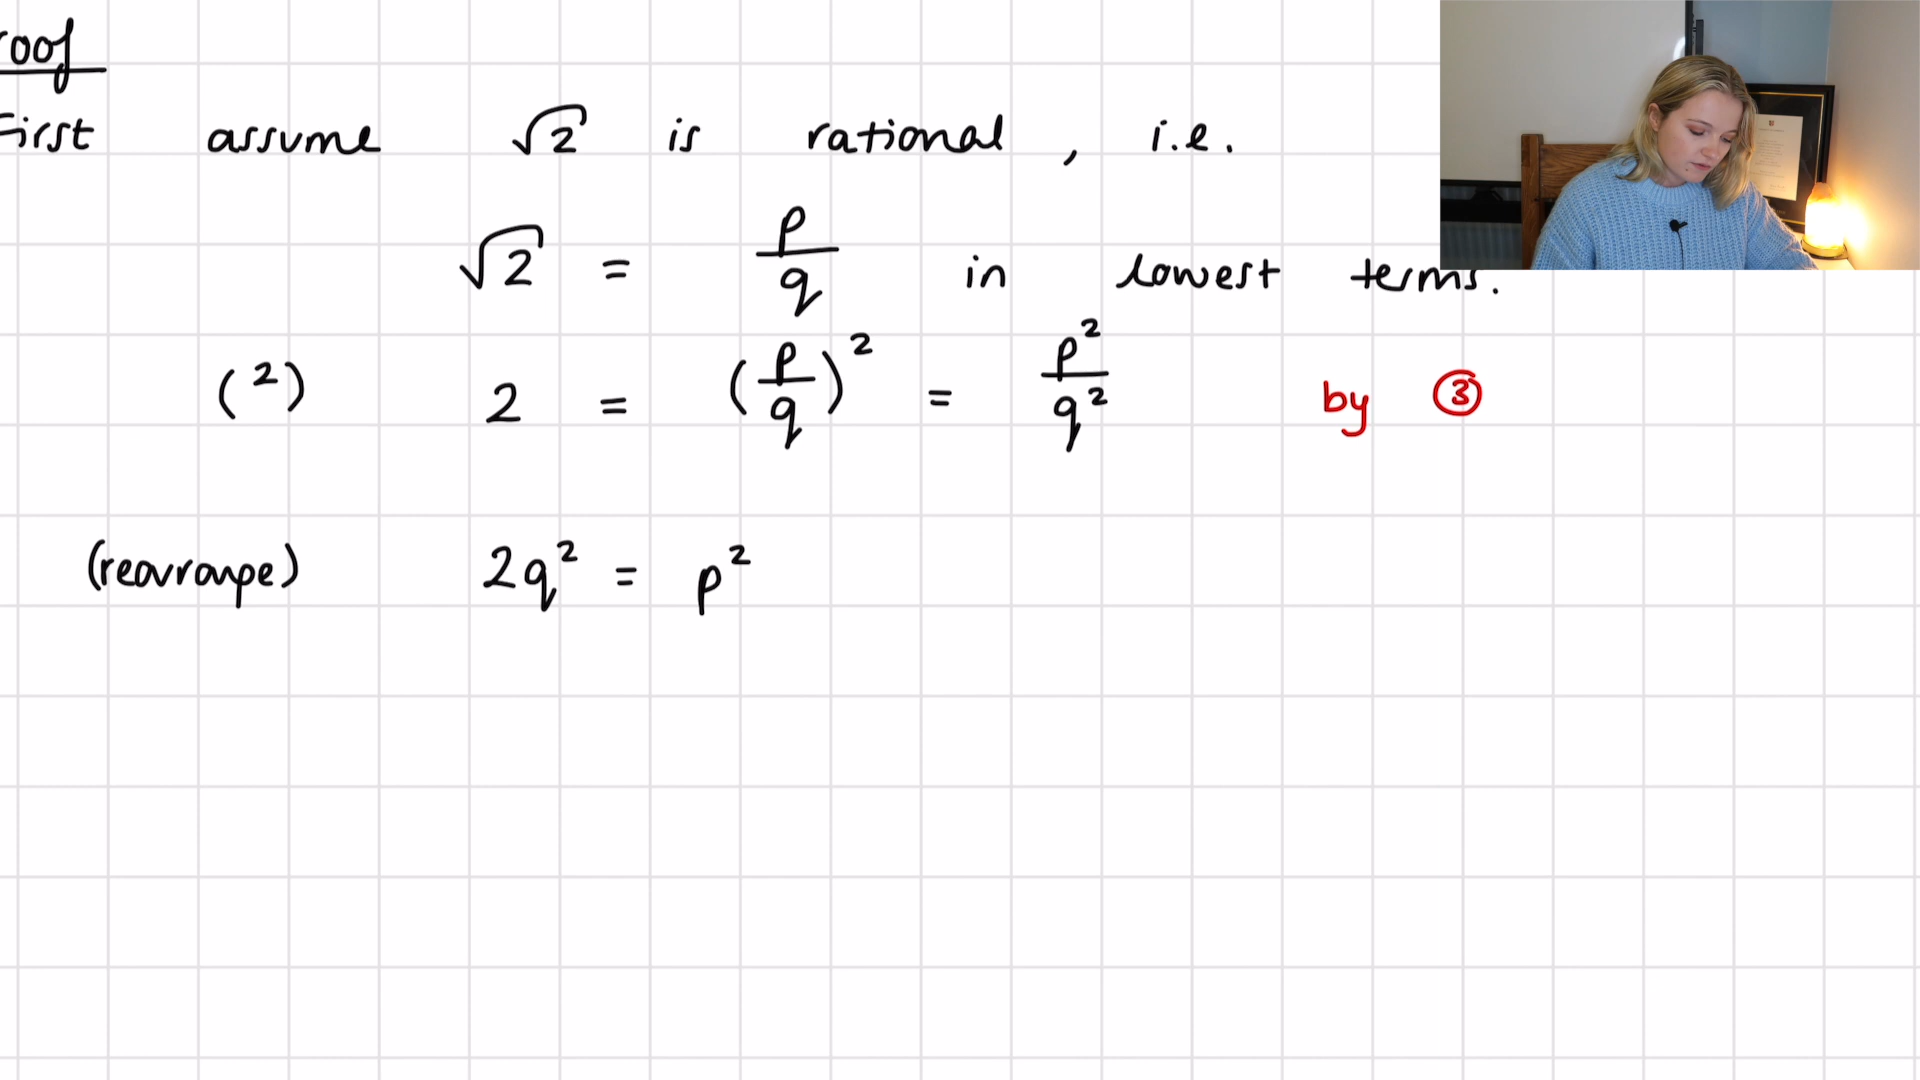 roof
First assume √2 is rational, i.e.
√2 = p/q in lowest terms.
(²) 2 = (p/q)² = p²/q² by ③
(rearrange) 2q² = p²